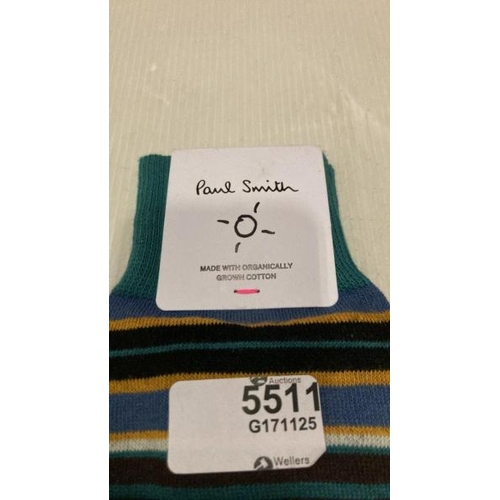 Paul Smith
MADE WITH ORGANICALLY
GROWN COTTON
Auctions
5511
G171125
Wellers